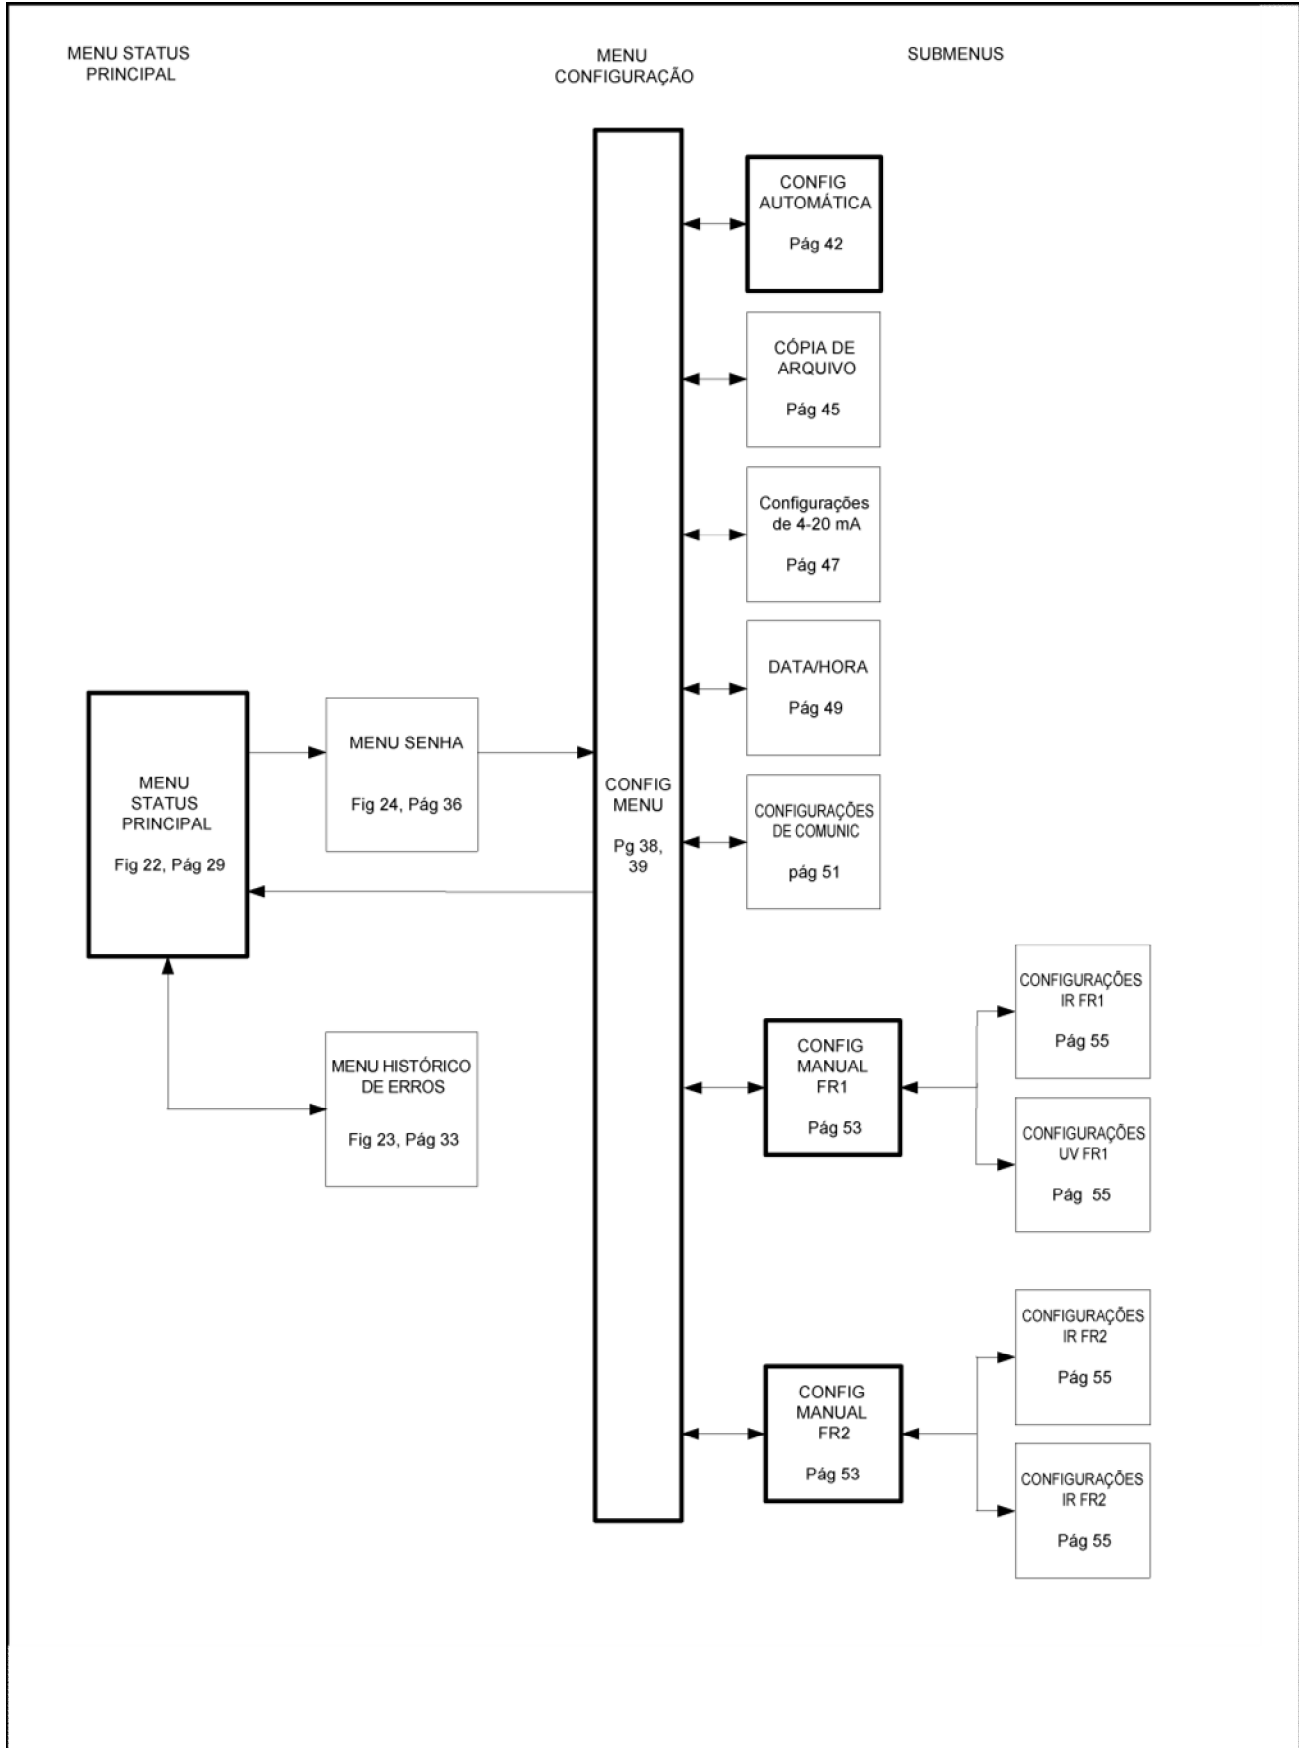 MENU STATUS
PRINCIPAL
MENU
CONFIGURAÇÃO
SUBMENUS
CONFIG
AUTOMÁTICA
Pág 42
CÓPIA DE
ARQUIVO
Pág 45
Configurações
de 4-20 mA
Pág 47
DATA/HORA
Pág 49
CONFIGURAÇÕES
DE COMUNIC
pág 51
MENU
STATUS
PRINCIPAL
Fig 22, Pág 29
MENU SENHA
Fig 24, Pág 36
CONFIG
MENU
Pg 38,
39
MENU HISTÓRICO
DE ERROS
Fig 23, Pág 33
CONFIG
MANUAL
FR1
Pág 53
CONFIGURAÇÕES
IR FR1
Pág 55
CONFIGURAÇÕES
UV FR1
Pág 55
CONFIG
MANUAL
FR2
Pág 53
CONFIGURAÇÕES
IR FR2
Pág 55
CONFIGURAÇÕES
IR FR2
Pág 55